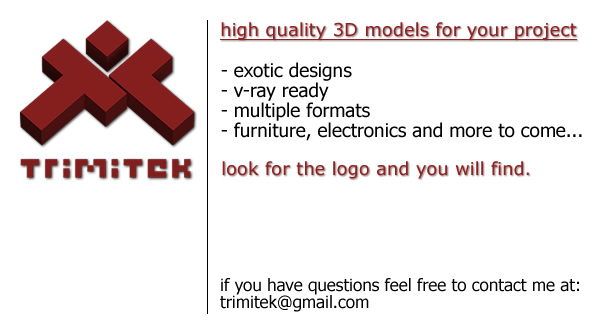 high quality 3D models for your project
- exotic designs
- v-ray ready
- multiple formats
- furniture, electronics and more to come...
TRiMiTEK
look for the logo and you will find.
if you have questions feel free to contact me at:
trimitek@gmail.com